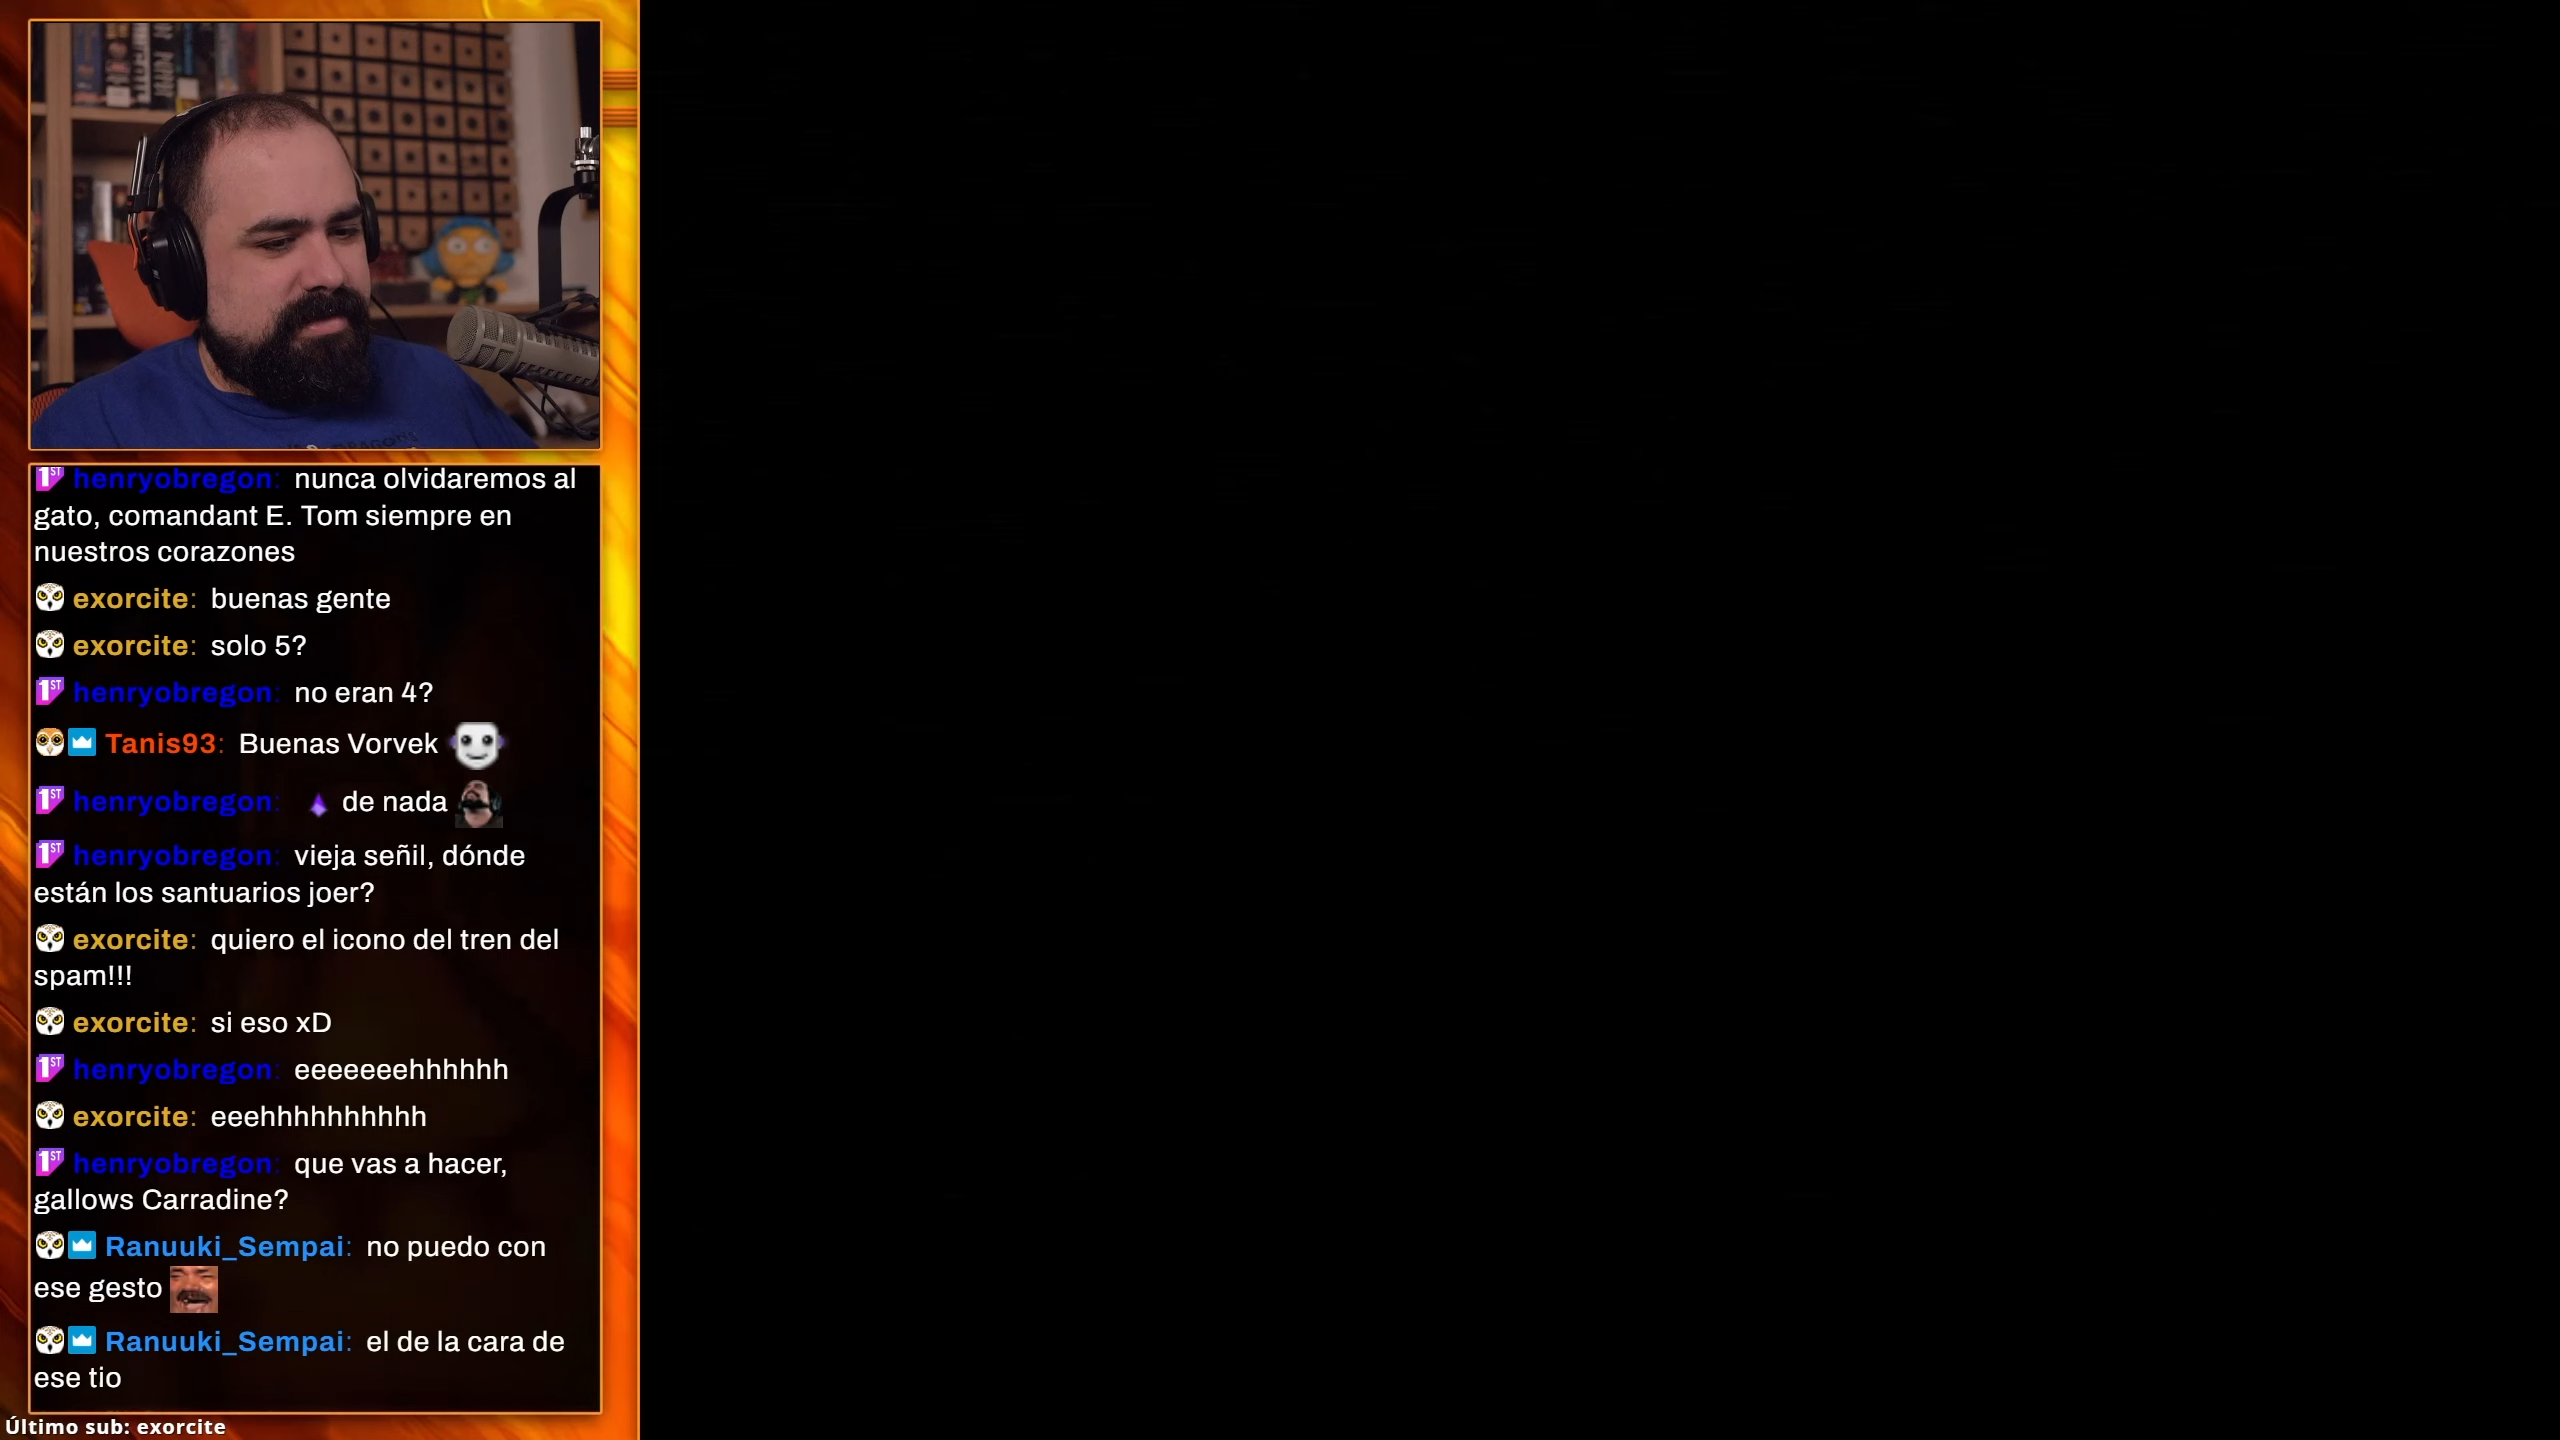 henryobregon: nunca olvidaremos al
gato, comandant E. Tom siempre en
nuestros corazones
exorcite: buenas gente
exorcite: solo 5?
henryobregon: no eran 4?
Tanis93: Buenas Vorvek
henryobregon: de nada
henryobregon: vieja señil, dónde
están los santuarios joer?
exorcite: quiero el icono del tren del
spam!!!
exorcite: si eso xD
henryobregon: eeeeeeehhhhhh
exorcite: eeehhhhhhhhhh
henryobregon: que vas a hacer,
gallows Carradine?
Ranuuki_Sempai: no puedo con
ese gesto
Ranuuki_Sempai: el de la cara de
ese tio
Último sub: exorcite